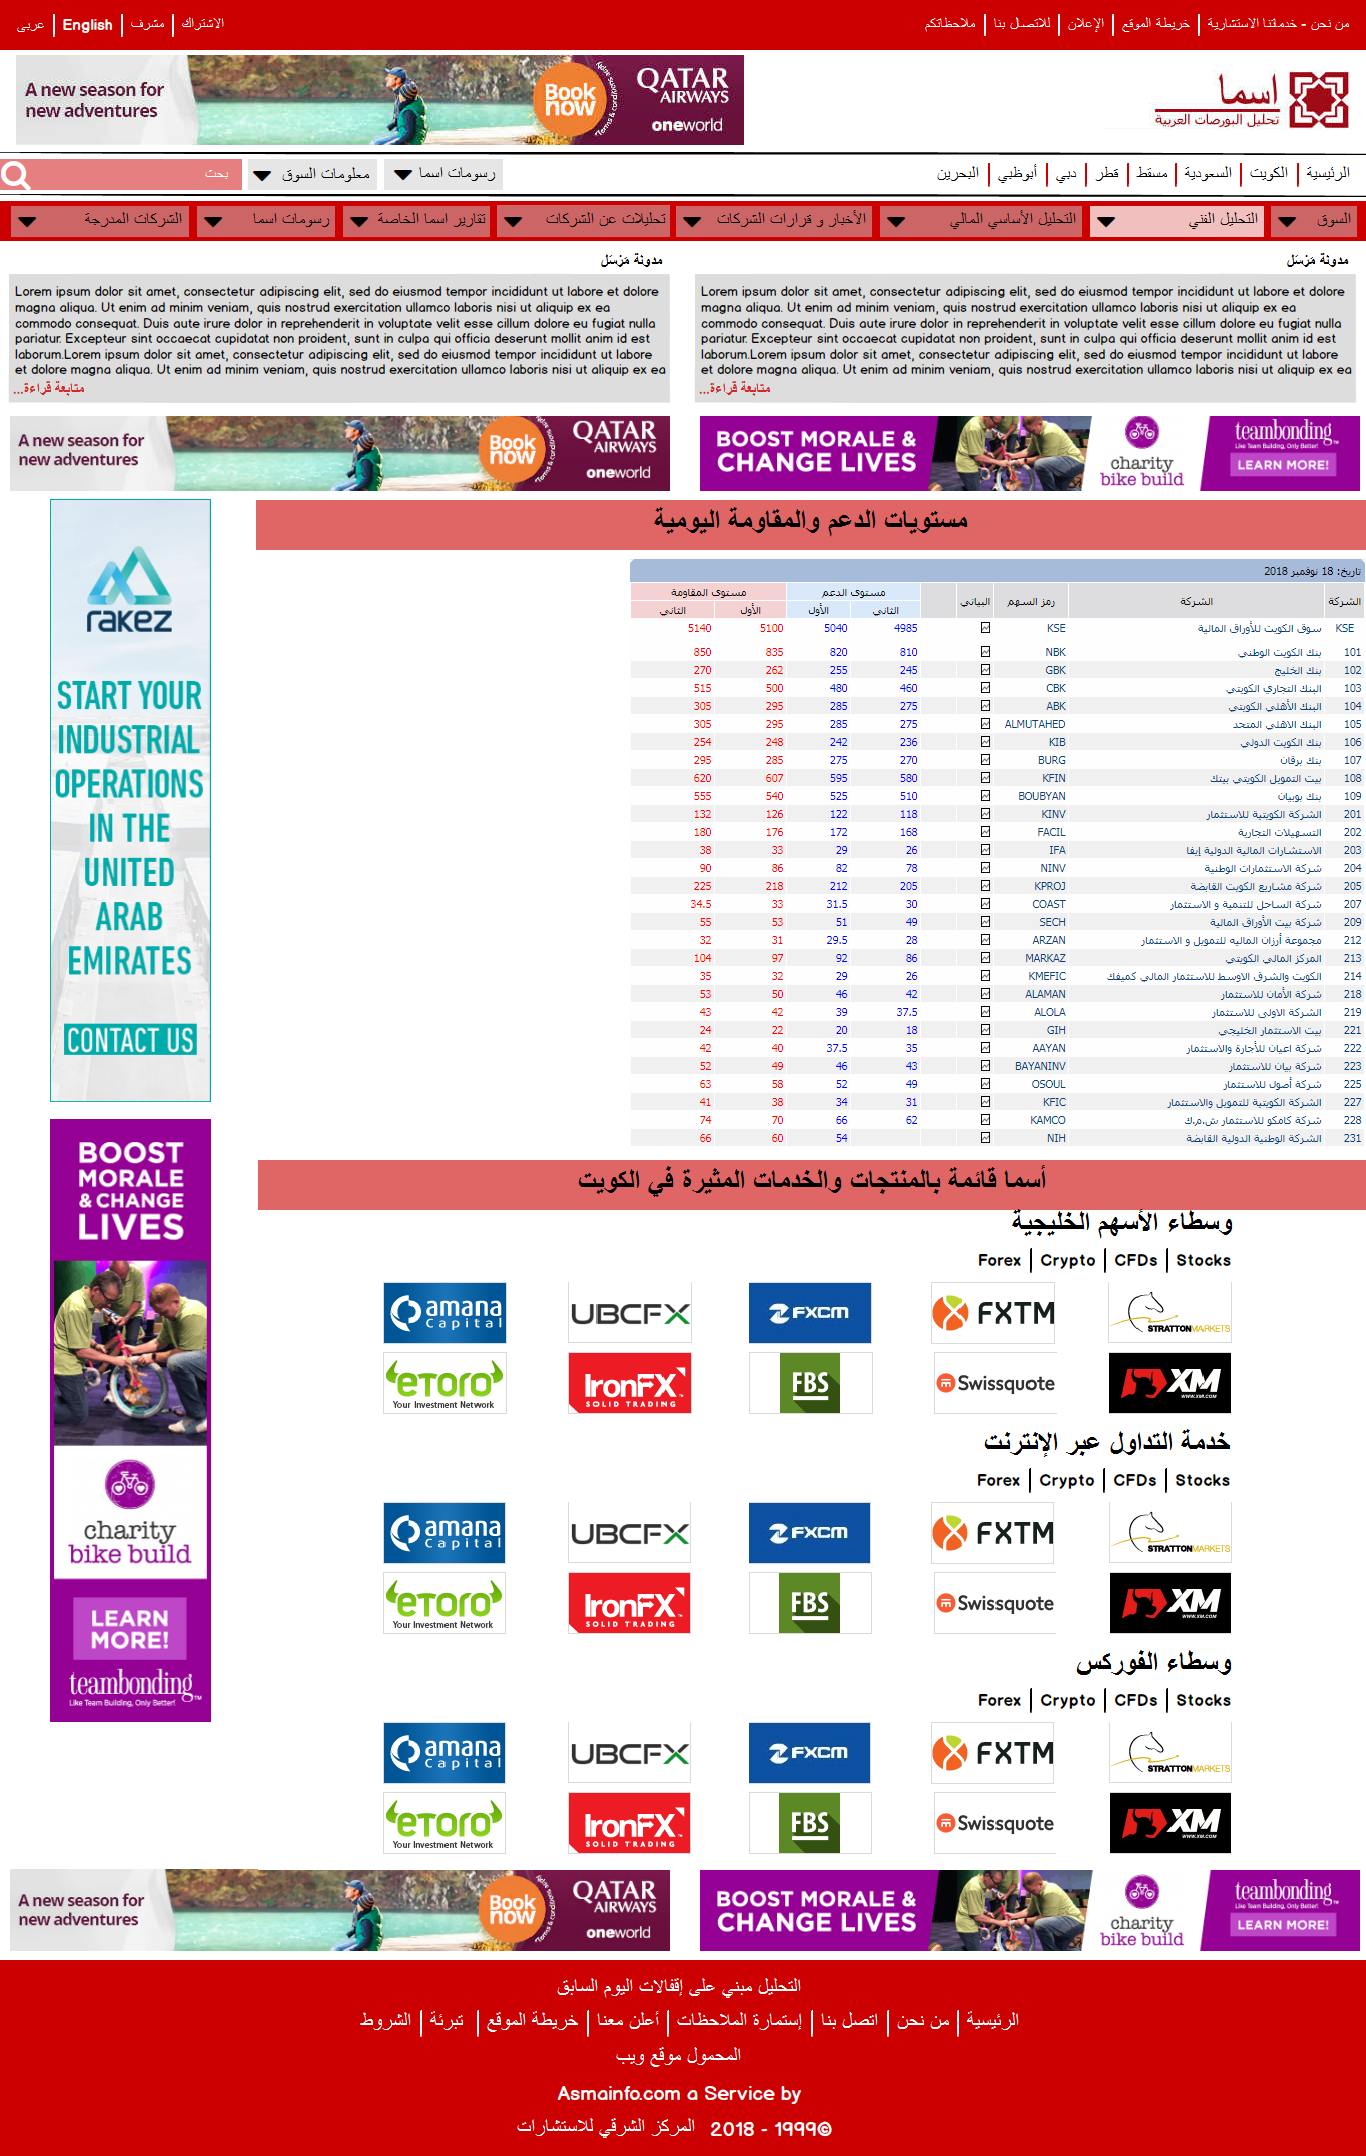 من نحن - خدمـاتنا الاستشارية | خريطة الموقع | الإعلان | للاتصـال بنا | ملاحظاتكم
الاشتراك | مشرف | English | عربى
A new season for
new adventures
Book now
Terms & conditions apply
QATAR AIRWAYS
oneworld
اسما
تحليل البورصات العربية
الرئيسية | الكويت | السعودية | مسقط | قطر | دبي | أبوظبي | البحرين
رسومات اسما
معلومات السوق
بحث
السوق
التحليل الفني
التحليل الأساسي المالي
الأخبار و قرارات الشركات
تحليلات عن الشركات
تقارير اسما الخاصة
رسومات اسما
الشركات المدرجة
مدونة مُرْسَل
Lorem ipsum dolor sit amet, consectetur adipiscing elit, sed do eiusmod tempor incididunt ut labore et dolore
magna aliqua. Ut enim ad minim veniam, quis nostrud exercitation ullamco laboris nisi ut aliquip ex ea
commodo consequat. Duis aute irure dolor in reprehenderit in voluptate velit esse cillum dolore eu fugiat nulla
pariatur. Excepteur sint occaecat cupidatat non proident, sunt in culpa qui officia deserunt mollit anim id est
laborum.Lorem ipsum dolor sit amet, consectetur adipiscing elit, sed do eiusmod tempor incididunt ut labore
et dolore magna aliqua. Ut enim ad minim veniam, quis nostrud exercitation ullamco laboris nisi ut aliquip ex ea
متابعة قراءة...
مدونة مُرْسَل
Lorem ipsum dolor sit amet, consectetur adipiscing elit, sed do eiusmod tempor incididunt ut labore et dolore
magna aliqua. Ut enim ad minim veniam, quis nostrud exercitation ullamco laboris nisi ut aliquip ex ea
commodo consequat. Duis aute irure dolor in reprehenderit in voluptate velit esse cillum dolore eu fugiat nulla
pariatur. Excepteur sint occaecat cupidatat non proident, sunt in culpa qui officia deserunt mollit anim id est
laborum.Lorem ipsum dolor sit amet, consectetur adipiscing elit, sed do eiusmod tempor incididunt ut labore
et dolore magna aliqua. Ut enim ad minim veniam, quis nostrud exercitation ullamco laboris nisi ut aliquip ex ea
متابعة قراءة...
BOOST MORALE &
CHANGE LIVES
charity
bike build
teambonding
Like Team Building, Only Better!
LEARN MORE!
A new season for
new adventures
Book now
QATAR AIRWAYS
oneworld
مستويات الدعم والمقاومة اليومية
تاريخ: 18 نوفمبر 2018
الشركة الشركة رمز السهم البياني مستوى الدعم مستوى المقاومة
الثاني الأول الأول الثاني
KSE سوق الكويت للأوراق المالية KSE 4985 5040 5100 5140
101 بنك الكويت الوطني NBK 810 820 835 850
102 بنك الخليج GBK 245 255 262 270
103 البنك التجاري الكويتي CBK 460 480 500 515
104 البنك الأهلي الكويتي ABK 275 285 295 305
105 البنك الاهلي المتحد ALMUTAHED 275 285 295 305
106 بنك الكويت الدولي KIB 236 242 248 254
107 بنك برقان BURG 270 275 285 295
108 بيت التمويل الكويتي بيتك KFIN 580 595 607 620
109 بنك بوبيان BOUBYAN 510 525 540 555
201 الشركة الكويتية للاستثمار KINV 118 122 126 132
202 التسهيلات التجارية FACIL 168 172 176 180
203 الاستشارات المالية الدولية إيفا IFA 26 29 33 38
204 شركة الاستثمارات الوطنية NINV 78 82 86 90
205 شركة مشاريع الكويت القابضة KPROJ 205 212 218 225
207 شركة الساحل للتنمية و الاستثمار COAST 30 31.5 33 34.5
209 شركة بيت الأوراق المالية SECH 49 51 53 55
212 مجموعة أرزان المالية للتمويل و الاستثمار ARZAN 28 29.5 31 32
213 المركز المالي الكويتي MARKAZ 86 92 97 104
214 الكويت والشرق الاوسط للاستثمار المالي كميفك KMEFIC 26 29 32 35
218 شركة الأمان للاستثمار ALAMAN 42 46 50 53
219 الشركة الاولى للاستثمار ALOLA 37.5 39 42 43
221 بيت الاستثمار الخليجي GIH 18 20 22 24
222 شركة اعيان للأجارة والاستثمار AAYAN 35 37.5 40 42
223 شركة بيان للاستثمار BAYANINV 43 46 49 52
225 شركة أصول للاستثمار OSOUL 49 52 58 63
227 الشركة الكويتية للتمويل والاستثمار KFIC 31 34 38 41
228 شركة كامكو للاستثمار ش.م.ك KAMCO 62 66 70 74
231 الشركة الوطنية الدولية القابضة NIH 54 60 66
rakez
START YOUR
INDUSTRIAL
OPERATIONS
IN THE
UNITED
ARAB
EMIRATES
CONTACT US
BOOST
MORALE
& CHANGE
LIVES
charity
bike build
LEARN
MORE!
teambonding
Like Team Building, Only Better!
أسما قائمة بالمنتجات والخدمات المثيرة في الكويت
وسطاء الأسهم الخليجية
Forex | Crypto | CFDs | Stocks
amana capital UBCFX FXCM FXTM STRATTONMARKETS
etoro Your Investment Network IronFX SOLID TRADING FBS Swissquote XM WWW.XM.COM
خدمة التداول عبر الإنترنت
Forex | Crypto | CFDs | Stocks
amana capital UBCFX FXCM FXTM STRATTONMARKETS
etoro Your Investment Network IronFX SOLID TRADING FBS Swissquote XM WWW.XM.COM
وسطاء الفوركس
Forex | Crypto | CFDs | Stocks
amana capital UBCFX FXCM FXTM STRATTONMARKETS
etoro Your Investment Network IronFX SOLID TRADING FBS Swissquote XM WWW.XM.COM
BOOST MORALE &
CHANGE LIVES
charity
bike build
teambonding
Like Team Building, Only Better!
LEARN MORE!
A new season for
new adventures
Book now
QATAR AIRWAYS
oneworld
التحليل مبني على إقفالات اليوم السابق
الرئيسية | من نحن | اتصل بنا | إستمارة الملاحظات | أعلن معنا | خريطة الموقع | تبرئة | الشروط
المحمول موقع ويب
Asmainfo.com a Service by
المركز الشرقي للاستشارات 2018 - 1999©